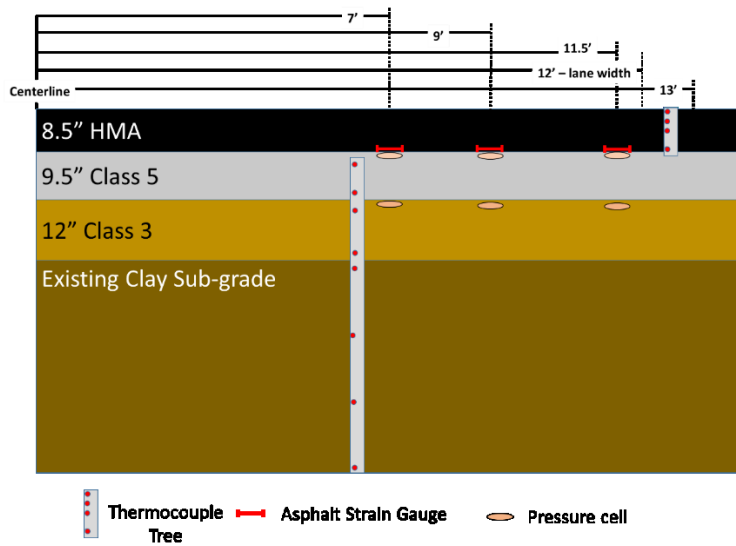 7’
9’
11.5’
12’ – lane width
Centerline
13’
8.5” HMA
9.5” Class 5
12” Class 3
Existing Clay Sub-grade
Thermocouple
Tree
Asphalt Strain Gauge
Pressure cell